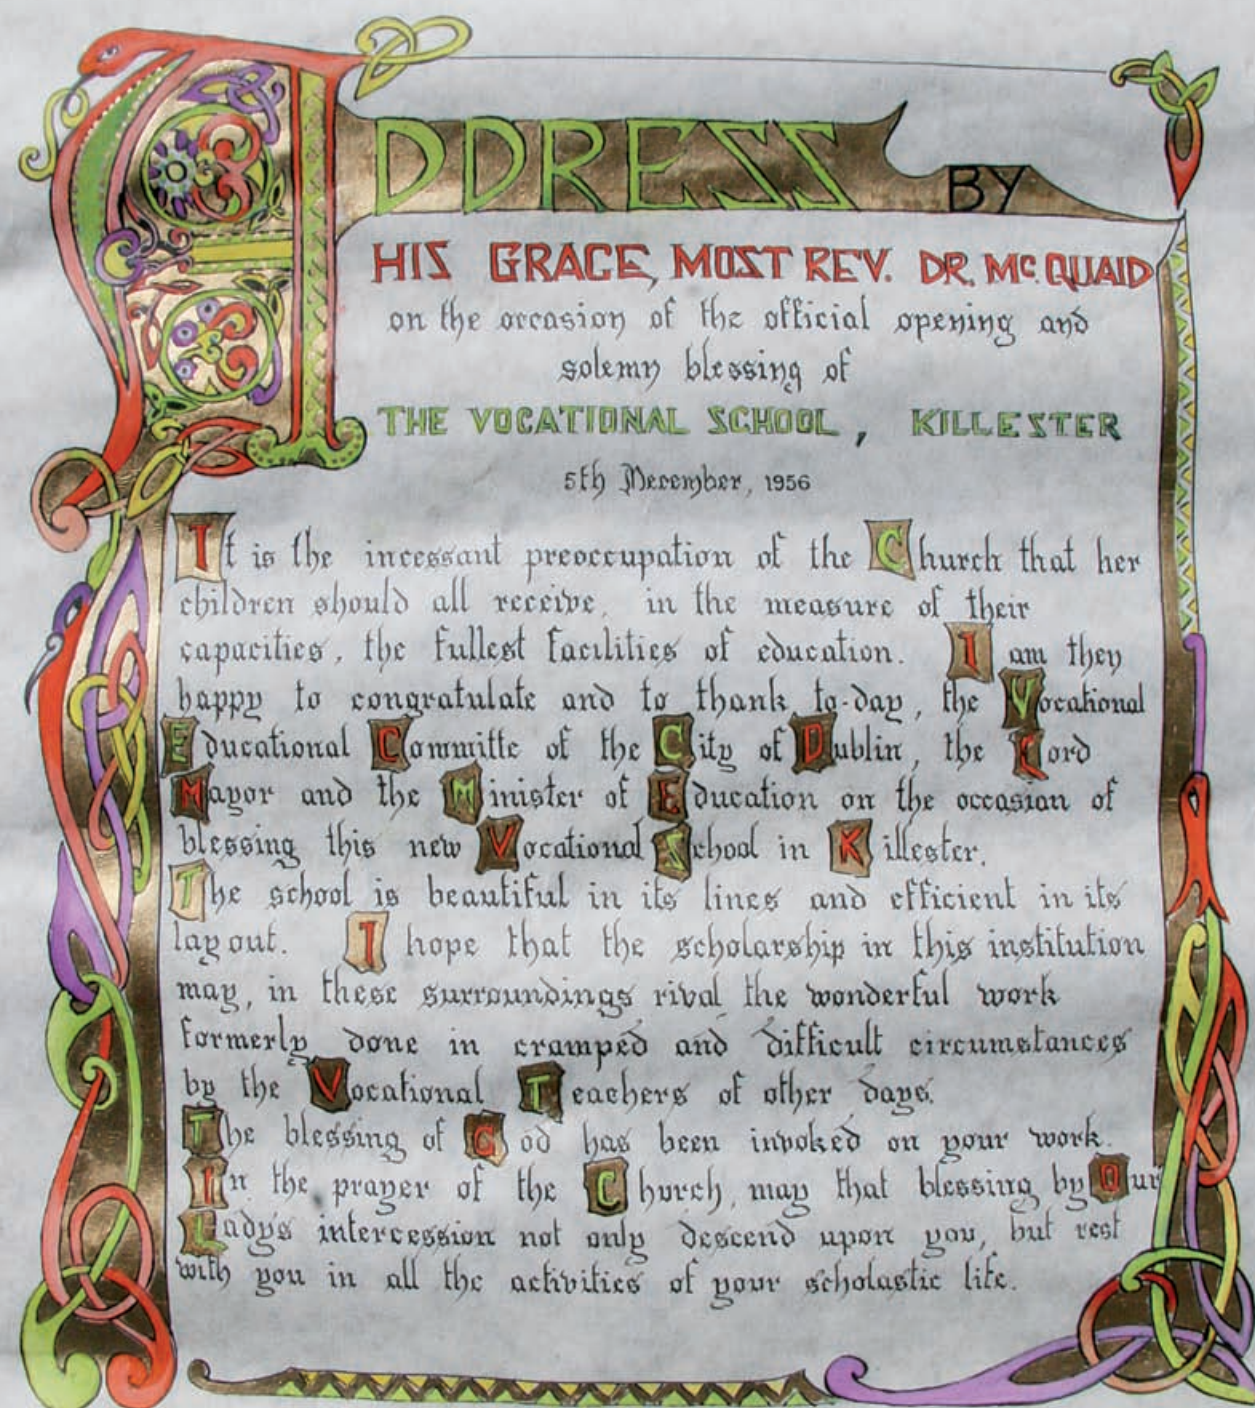 ADDRESS BY
HIS GRACE, MOST REV. DR. Mc. QUAID
on the occasion of the official opening and
solemn blessing of
THE VOCATIONAL SCHOOL, KILLESTER
5th December, 1956
It is the incessant preoccupation of the Church that her
children should all receive, in the measure of their
capacities, the fullest facilities of education. I am then
happy to congratulate and to thank to-day, the Vocational
Educational Committe of the City of Dublin, the Lord
Mayor and the Minister of Education on the occasian of
blessing this new Vocational School in Killester.
The school is beautiful in its lines and efficient in its
lay out. I hope that the scholarship in this institution
may, in these surroundings rival the wonderful work
formerly done in cramped and difficult circumstances
by the Vocational Teachers of other days.
The blessing of God has been invoked on your work.
In the prayer of the Church, may that blessing by Our
Lady's intercession not only descend upon you, but rest
with you in all the activities of your scholastic life.